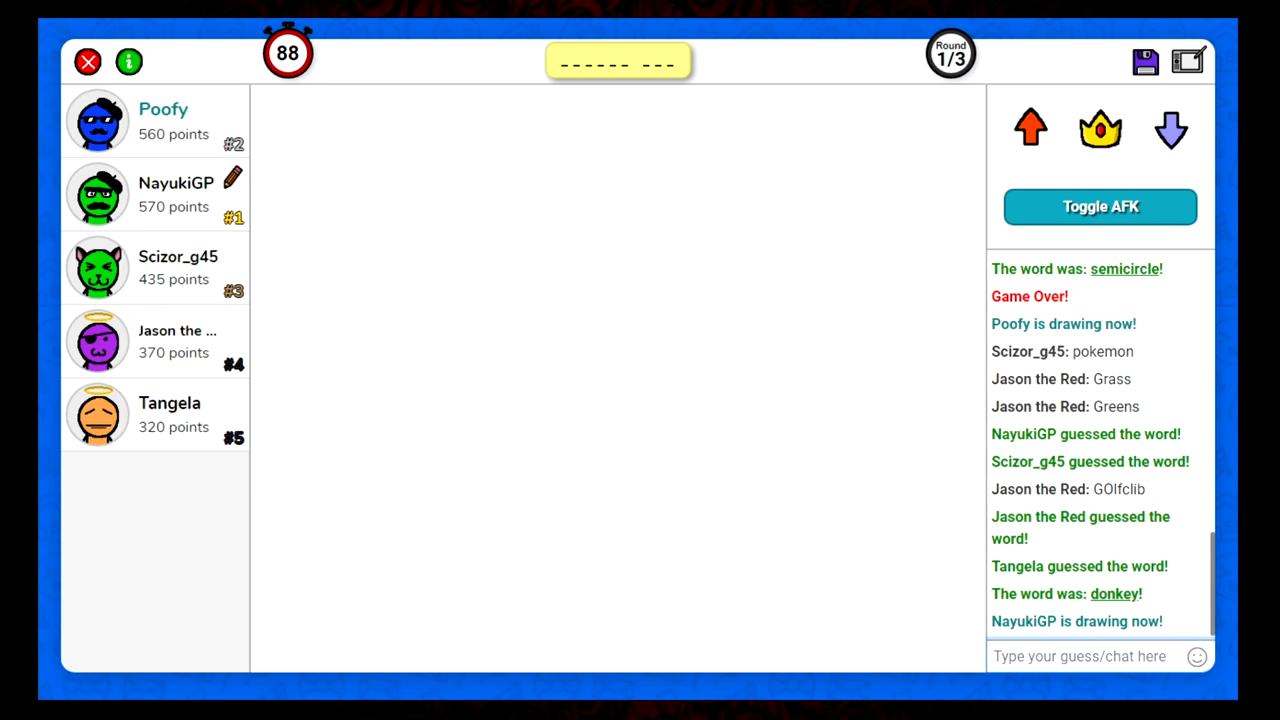 88
______ ___
Round
1/3
Poofy
560 points
#2
NayukiGP
570 points
#1
Scizor_g45
435 points
#3
Jason the ...
370 points
#4
Tangela
320 points
#5
Toggle AFK
The word was: semicircle!
Game Over!
Poofy is drawing now!
Scizor_g45: pokemon
Jason the Red: Grass
Jason the Red: Greens
NayukiGP guessed the word!
Scizor_g45 guessed the word!
Jason the Red: GOlfclib
Jason the Red guessed the
word!
Tangela guessed the word!
The word was: donkey!
NayukiGP is drawing now!
Type your guess/chat here